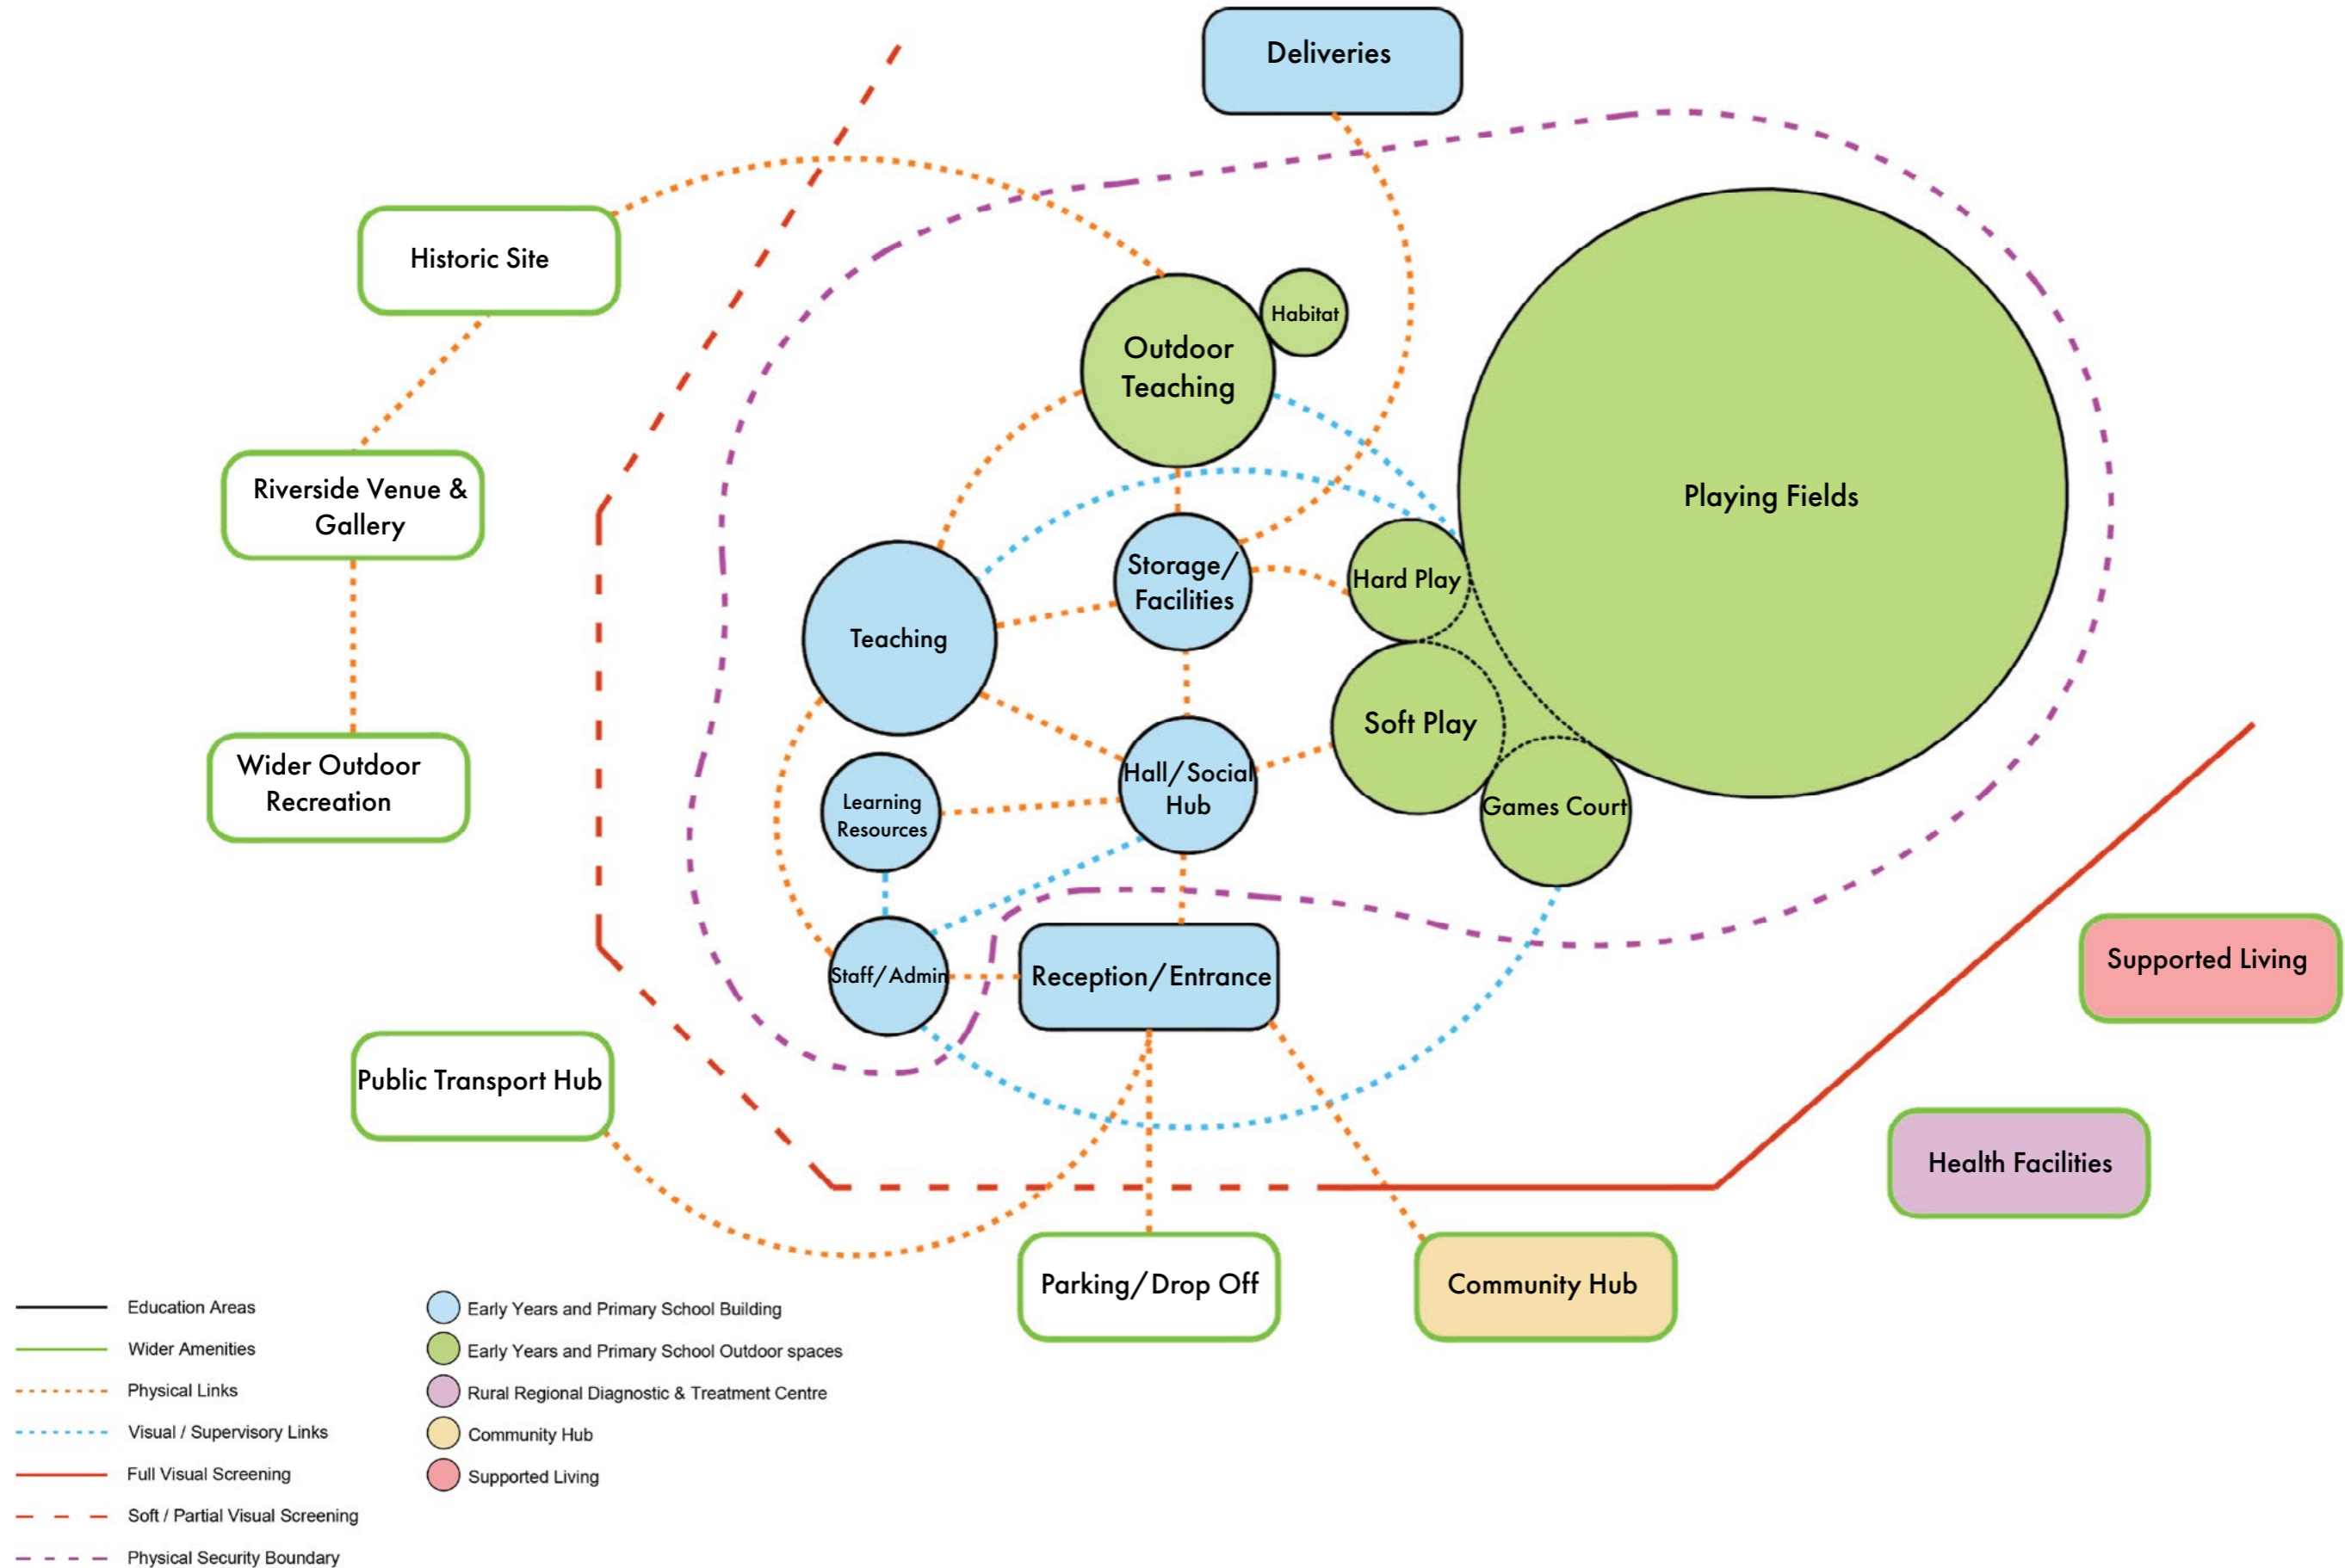 Deliveries
Historic Site
Habitat
Outdoor
Teaching
Playing Fields
Riverside Venue &
Gallery
Storage/
Facilities
Hard Play
Teaching
Soft Play
Wider Outdoor
Recreation
Learning
Resources
Hall/Social
Hub
Games Court
Staff/Admin
Reception/Entrance
Supported Living
Public Transport Hub
Health Facilities
Parking/Drop Off
Community Hub
Education Areas
Wider Amenities
Physical Links
Visual / Supervisory Links
Full Visual Screening
Soft / Partial Visual Screening
Physical Security Boundary
Early Years and Primary School Building
Early Years and Primary School Outdoor spaces
Rural Regional Diagnostic & Treatment Centre
Community Hub
Supported Living